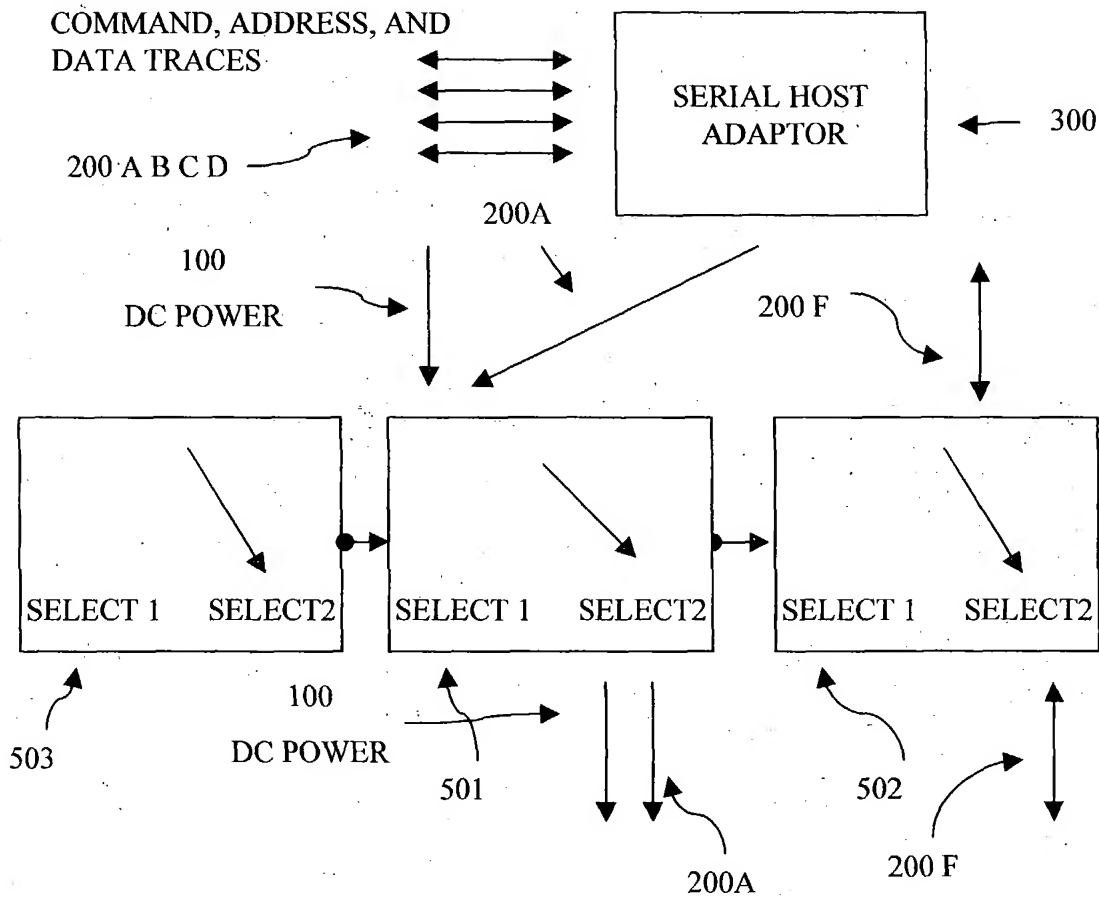 COMMAND, ADDRESS, AND
DATA TRACES
SERIAL HOST
ADAPTOR
300
200 A B C D
200A
100
DC POWER
200 F
SELECT 1 SELECT2
SELECT 1 SELECT2
SELECT 1 SELECT2
100
DC POWER
503
501
502
200 F
200A